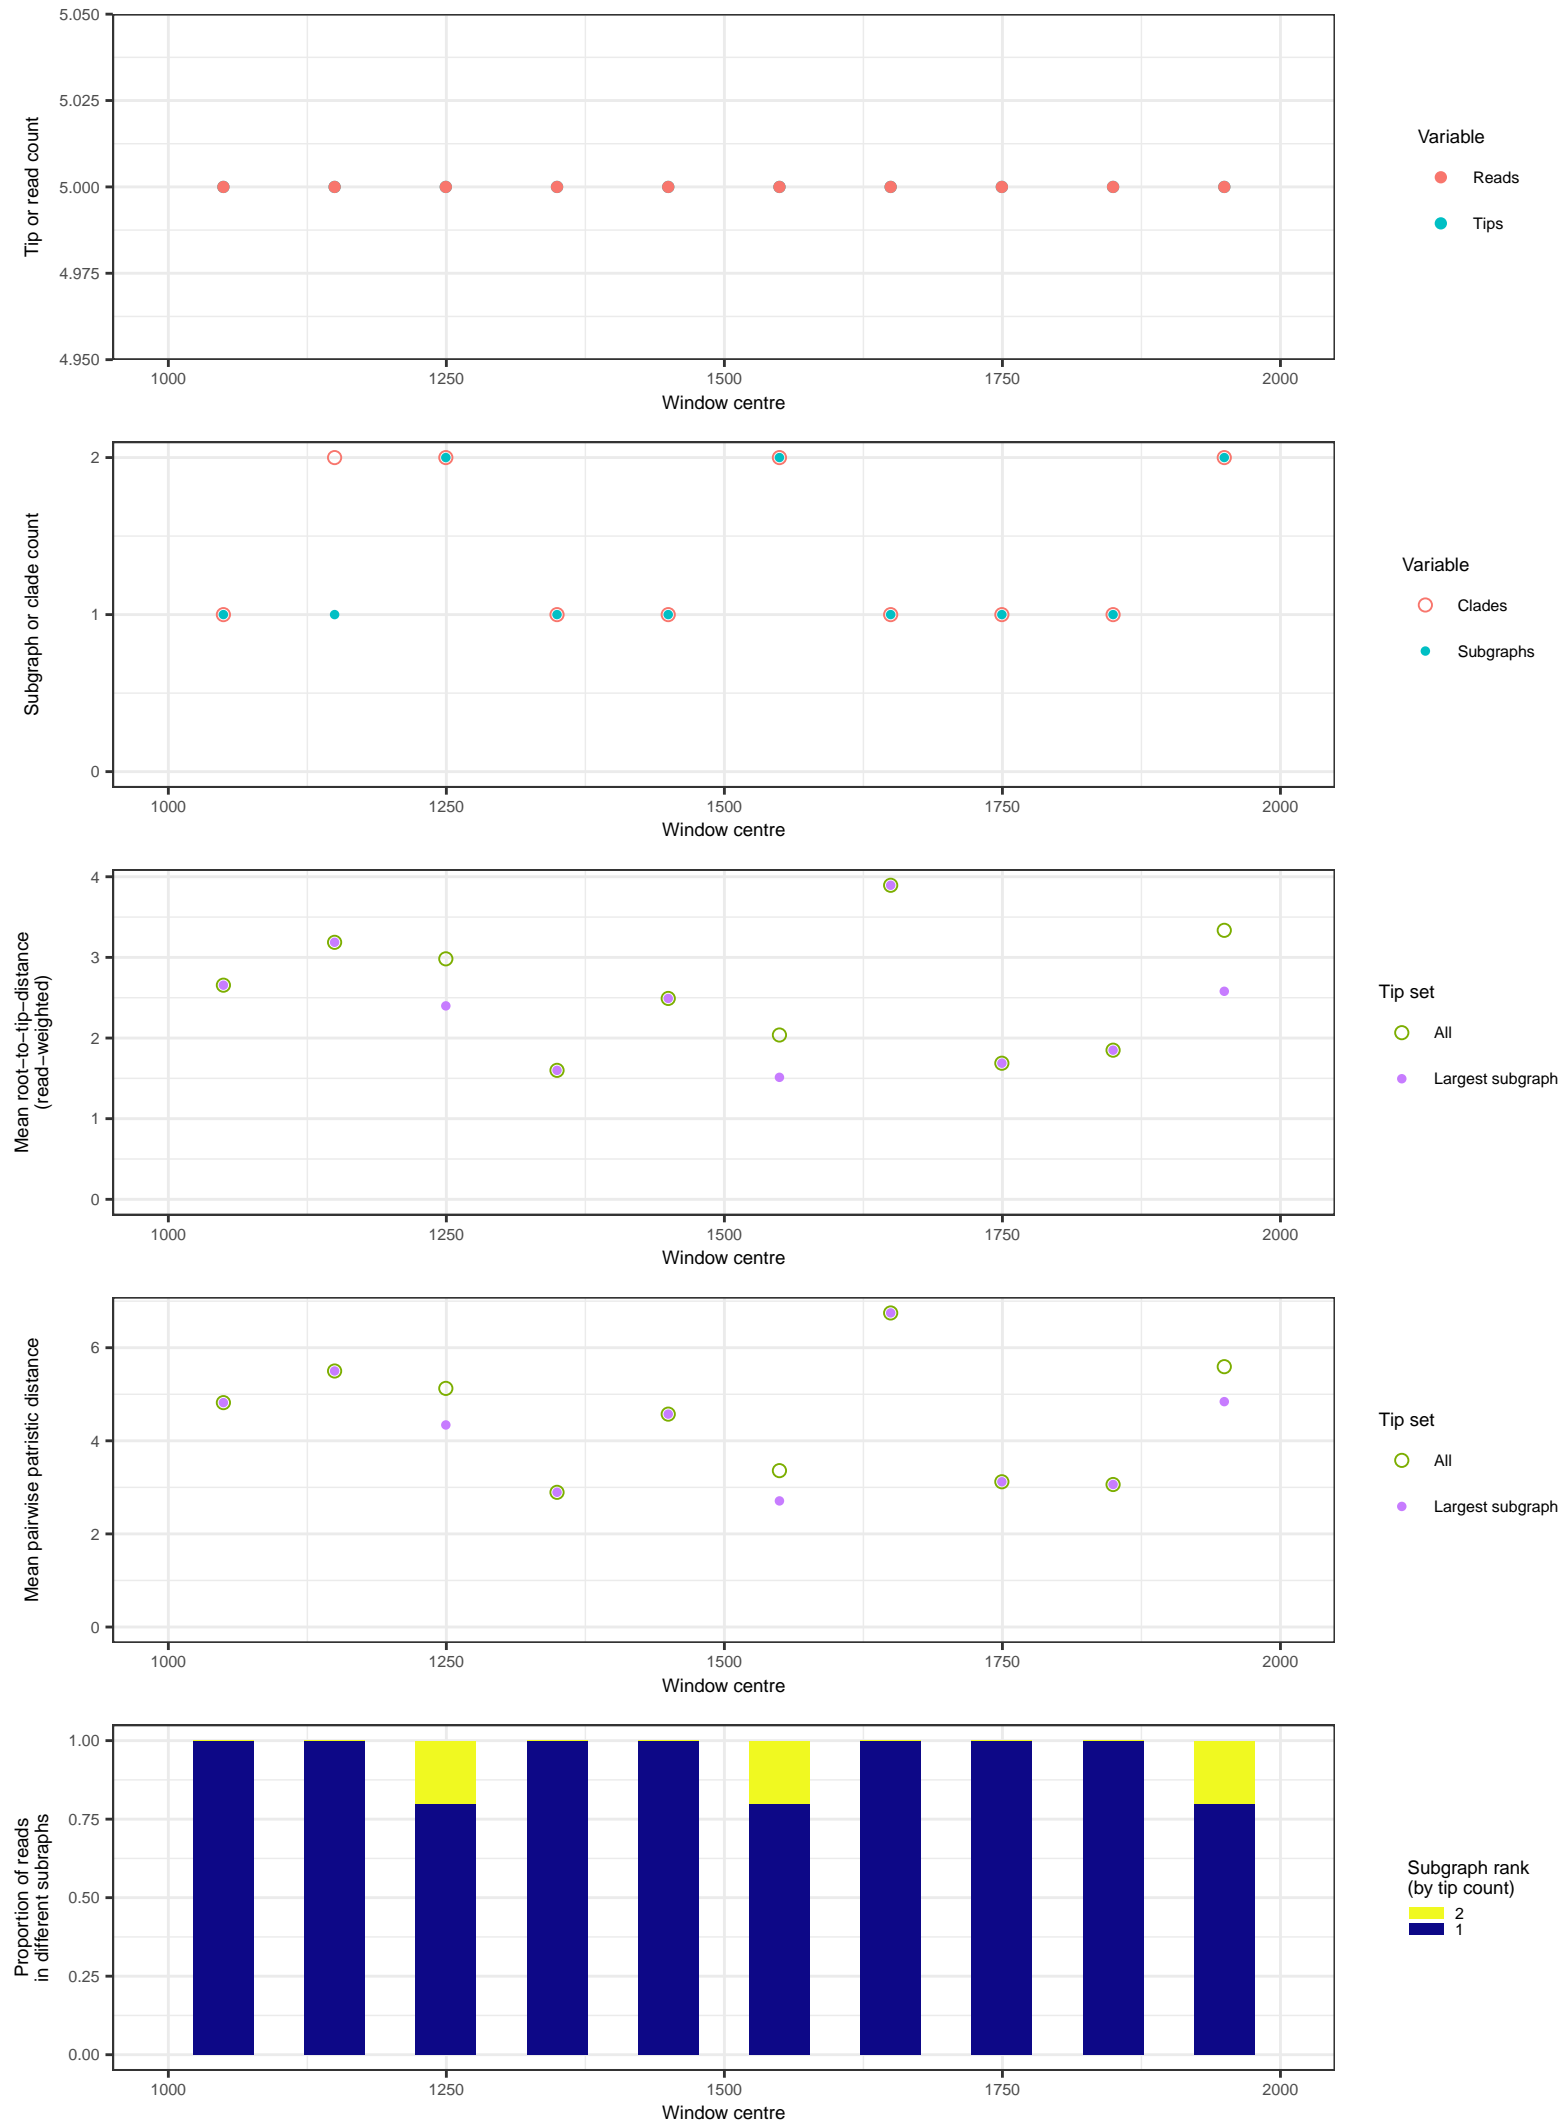 5.050
5.025
5.000
4.975
4.950
Tip or read count
1000 1250 1500 1750 2000
Window centre
Variable
Reads
Tips
2
1
0
Subgraph or clade count
1000 1250 1500 1750 2000
Window centre
Variable
Clades
Subgraphs
4
3
2
1
0
Mean root−to−tip−distance
(read−weighted)
1000 1250 1500 1750 2000
Window centre
Tip set
All
Largest subgraph
6
4
2
0
Mean pairwise patristic distance
1000 1250 1500 1750 2000
Window centre
Tip set
All
Largest subgraph
1.00
0.75
0.50
0.25
0.00
Proportion of reads
in different subraphs
1000 1250 1500 1750 2000
Window centre
Subgraph rank
(by tip count)
2
1